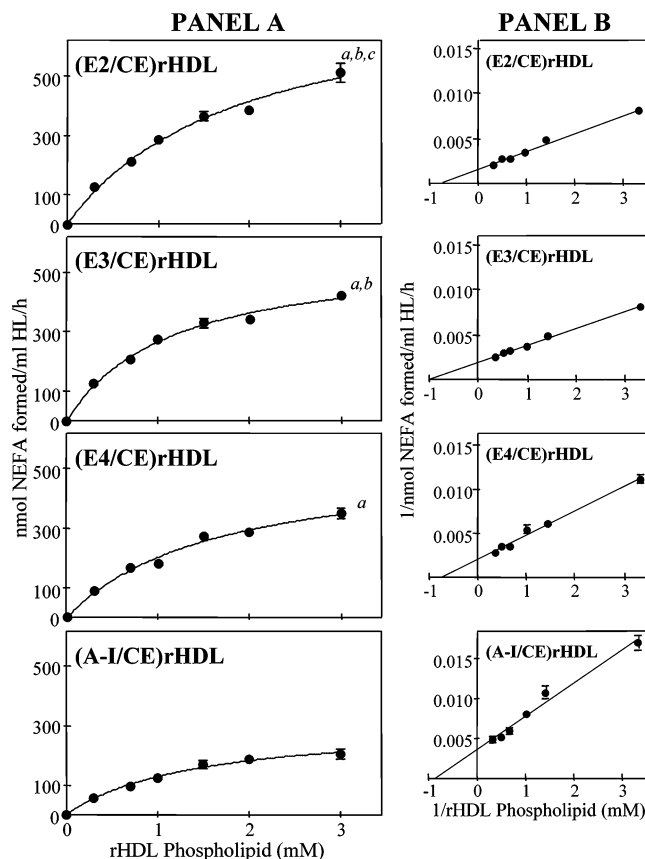 PANEL A
PANEL B
nmol NEFA formed/ml HL/h
(E2/CE)rHDL
a,b,c
500
300
100
0
(E3/CE)rHDL
a,b
500
300
100
0
(E4/CE)rHDL
a
500
300
100
0
(A-I/CE)rHDL
500
300
100
0
0 1 2 3
rHDL Phospholipid (mM)
1/nmol NEFA formed/ml HL/h
0.015
(E2/CE)rHDL
0.010
0.005
-1 0 1 2 3
0.015
(E3/CE)rHDL
0.010
0.005
-1 0 1 2 3
0.015
(E4/CE)rHDL
0.010
0.005
-1 0 1 2 3
0.015
(A-I/CE)rHDL
0.010
0.005
-1 0 1 2 3
1/rHDL Phospholipid (mM)